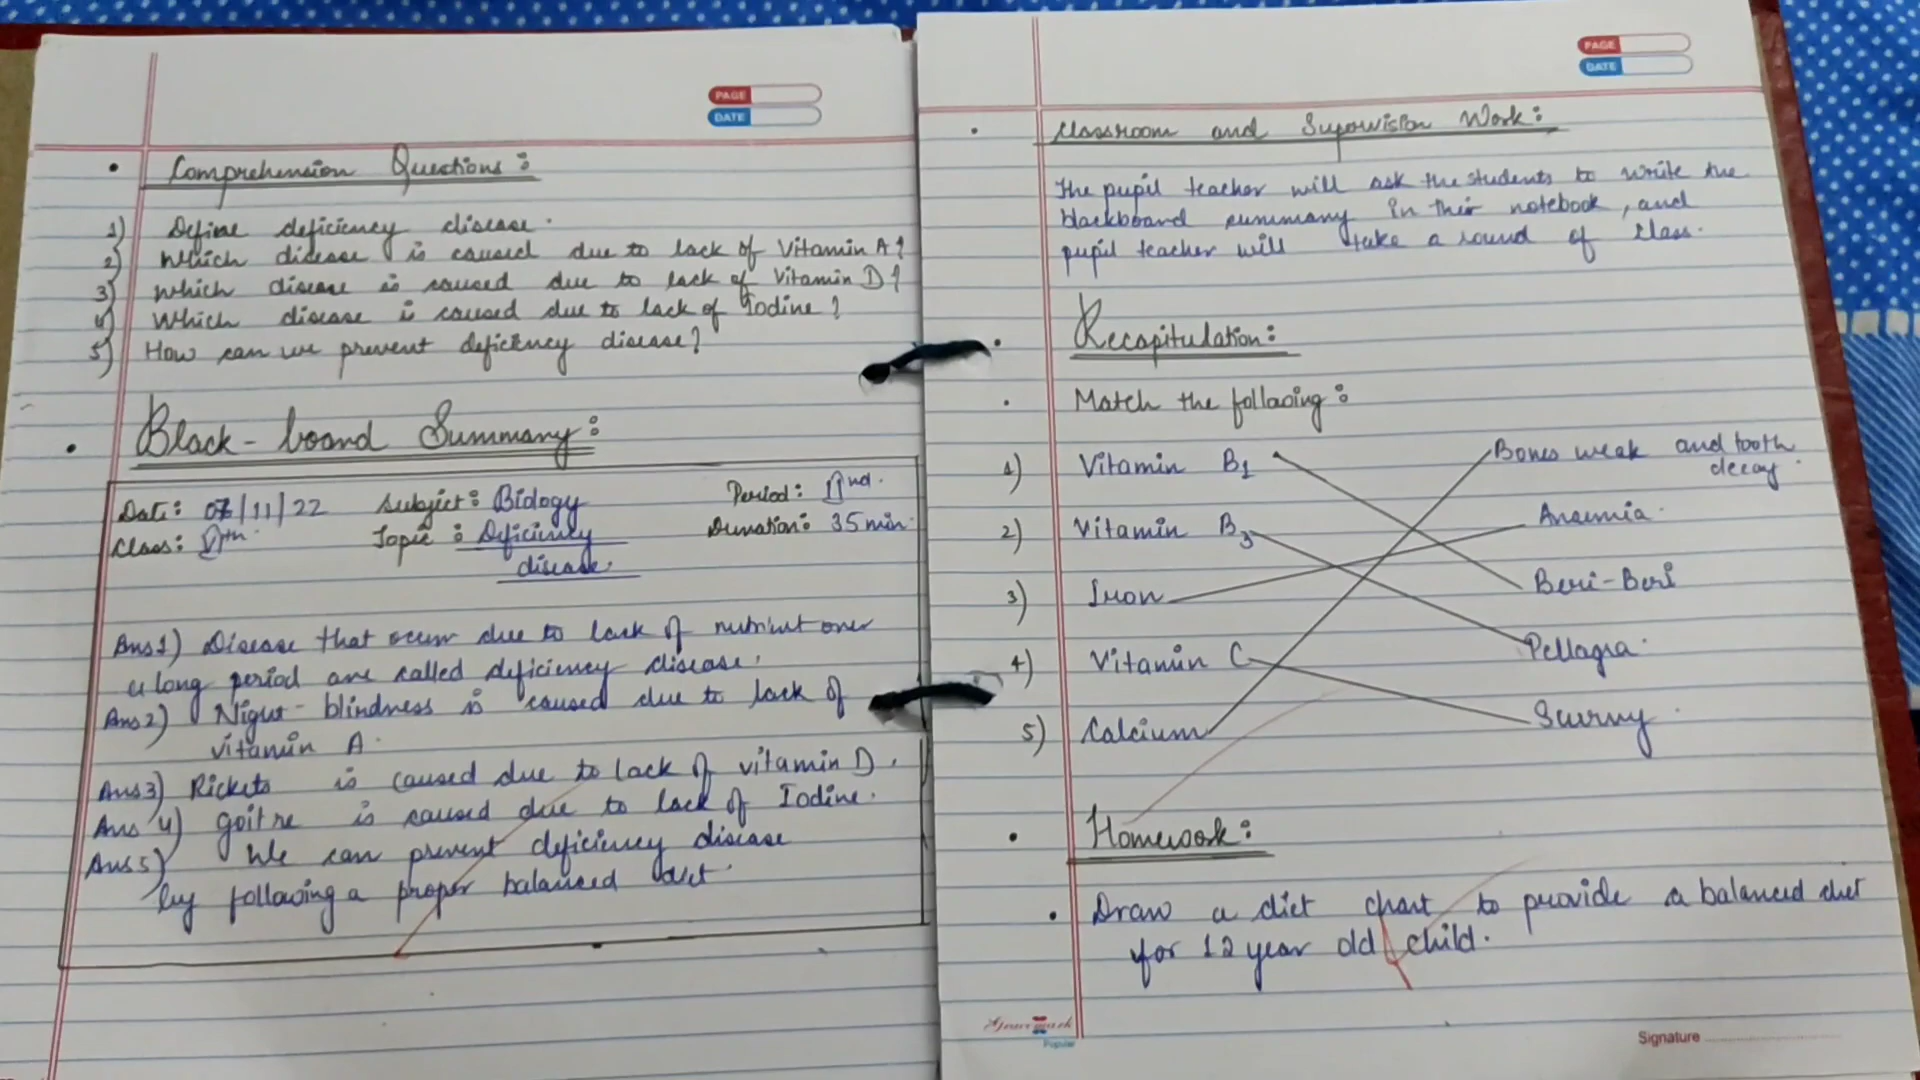 PAGE
DATE
• Comprehension Questions:
1) Define deficiency disease.
2) Which disease is caused due to lack of Vitamin A?
3) Which disease is caused due to lack of Vitamin D?
4) Which disease is caused due to lack of Iodine?
5) How can we prevent deficiency disease?
• Black-board Summary:
Date: 07/11/22 Subject: Biology Period: IInd.
Class: Topic: Deficiency Duration: 35 min.
disease.
Ans1) Disease that occur due to lack of nutrient over
a long period are called deficiency disease.
Ans2) Night-blindness is caused due to lack of
vitamin A.
Ans3) Rickets is caused due to lack of vitamin D.
Ans 4) goitre is caused due to lack of Iodine.
Ans5) We can prevent deficiency disease
by following a proper balanced diet.
PAGE
DATE
• Classroom and Supervision Work:
The pupil teacher will ask the students to write the
blackboard summary in their notebook, and
pupil teacher will take a round of class.
• Recapitulation:
• Match the following:
1) Vitamin B1 Bones weak and tooth
decay.
2) Vitamin B3 Anaemia.
3) Iron Beri-Beri
4) Vitamin C Pellagra.
5) Calcium Scurvy.
• Homework:
• Draw a diet chart to provide a balanced diet
for 12 year old child.
Popular
Signature